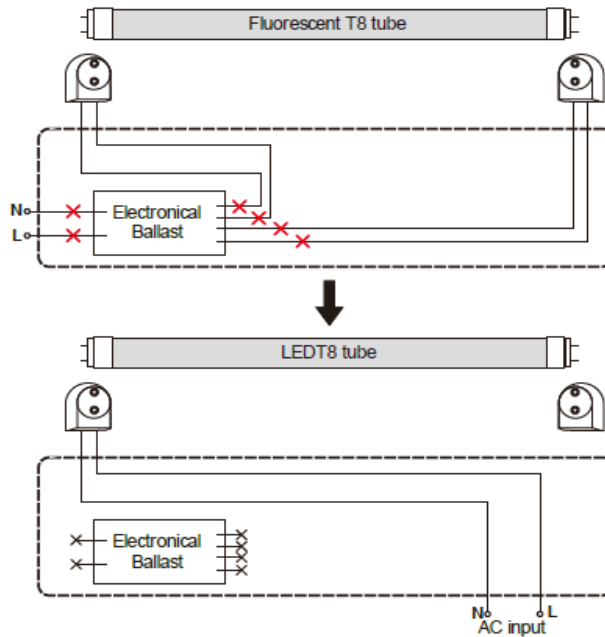 Fluorescent T8 tube
N
Electronical
Ballast
L
LEDT8 tube
Electronical
Ballast
N L
AC input